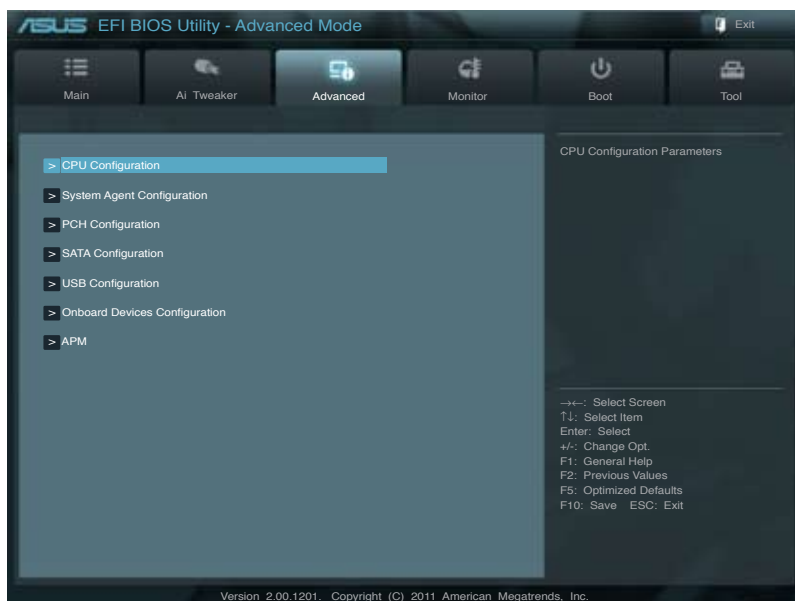 ASUS EFI BIOS Utility - Advanced Mode
Exit
Main
Ai Tweaker
Advanced
Monitor
Boot
Tool
> CPU Configuration
> System Agent Configuration
> PCH Configuration
> SATA Configuration
> USB Configuration
> Onboard Devices Configuration
> APM
CPU Configuration Parameters
→←: Select Screen
↑↓: Select Item
Enter: Select
+/-: Change Opt.
F1: General Help
F2: Previous Values
F5: Optimized Defaults
F10: Save ESC: Exit
Version 2.00.1201. Copyright (C) 2011 American Megatrends, Inc.